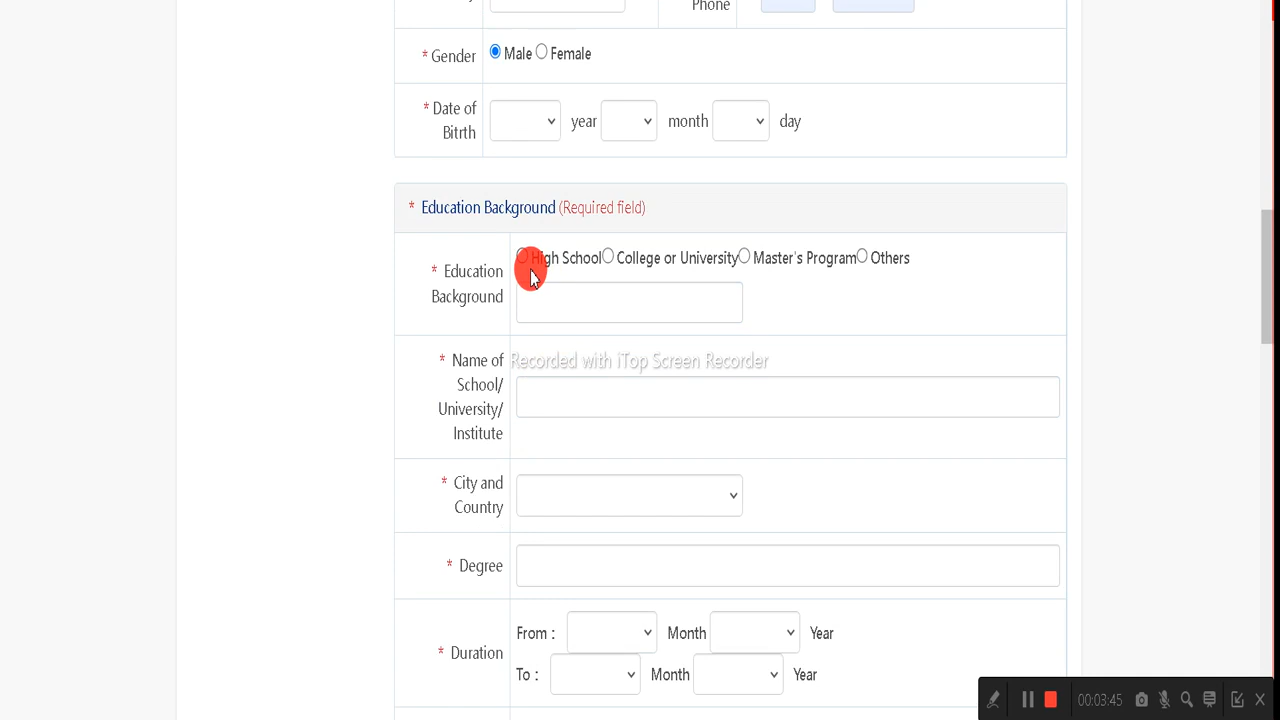 Phone
* Gender
Male Female
* Date of
Bitrth
year month day
* Education Background (Required field)
* Education
Background
High School College or University Master's Program Others
* Name of
School/
University/
Institute
Recorded with iTop Screen Recorder
* City and
Country
* Degree
* Duration
From : Month Year
To : Month Year
00:03:45